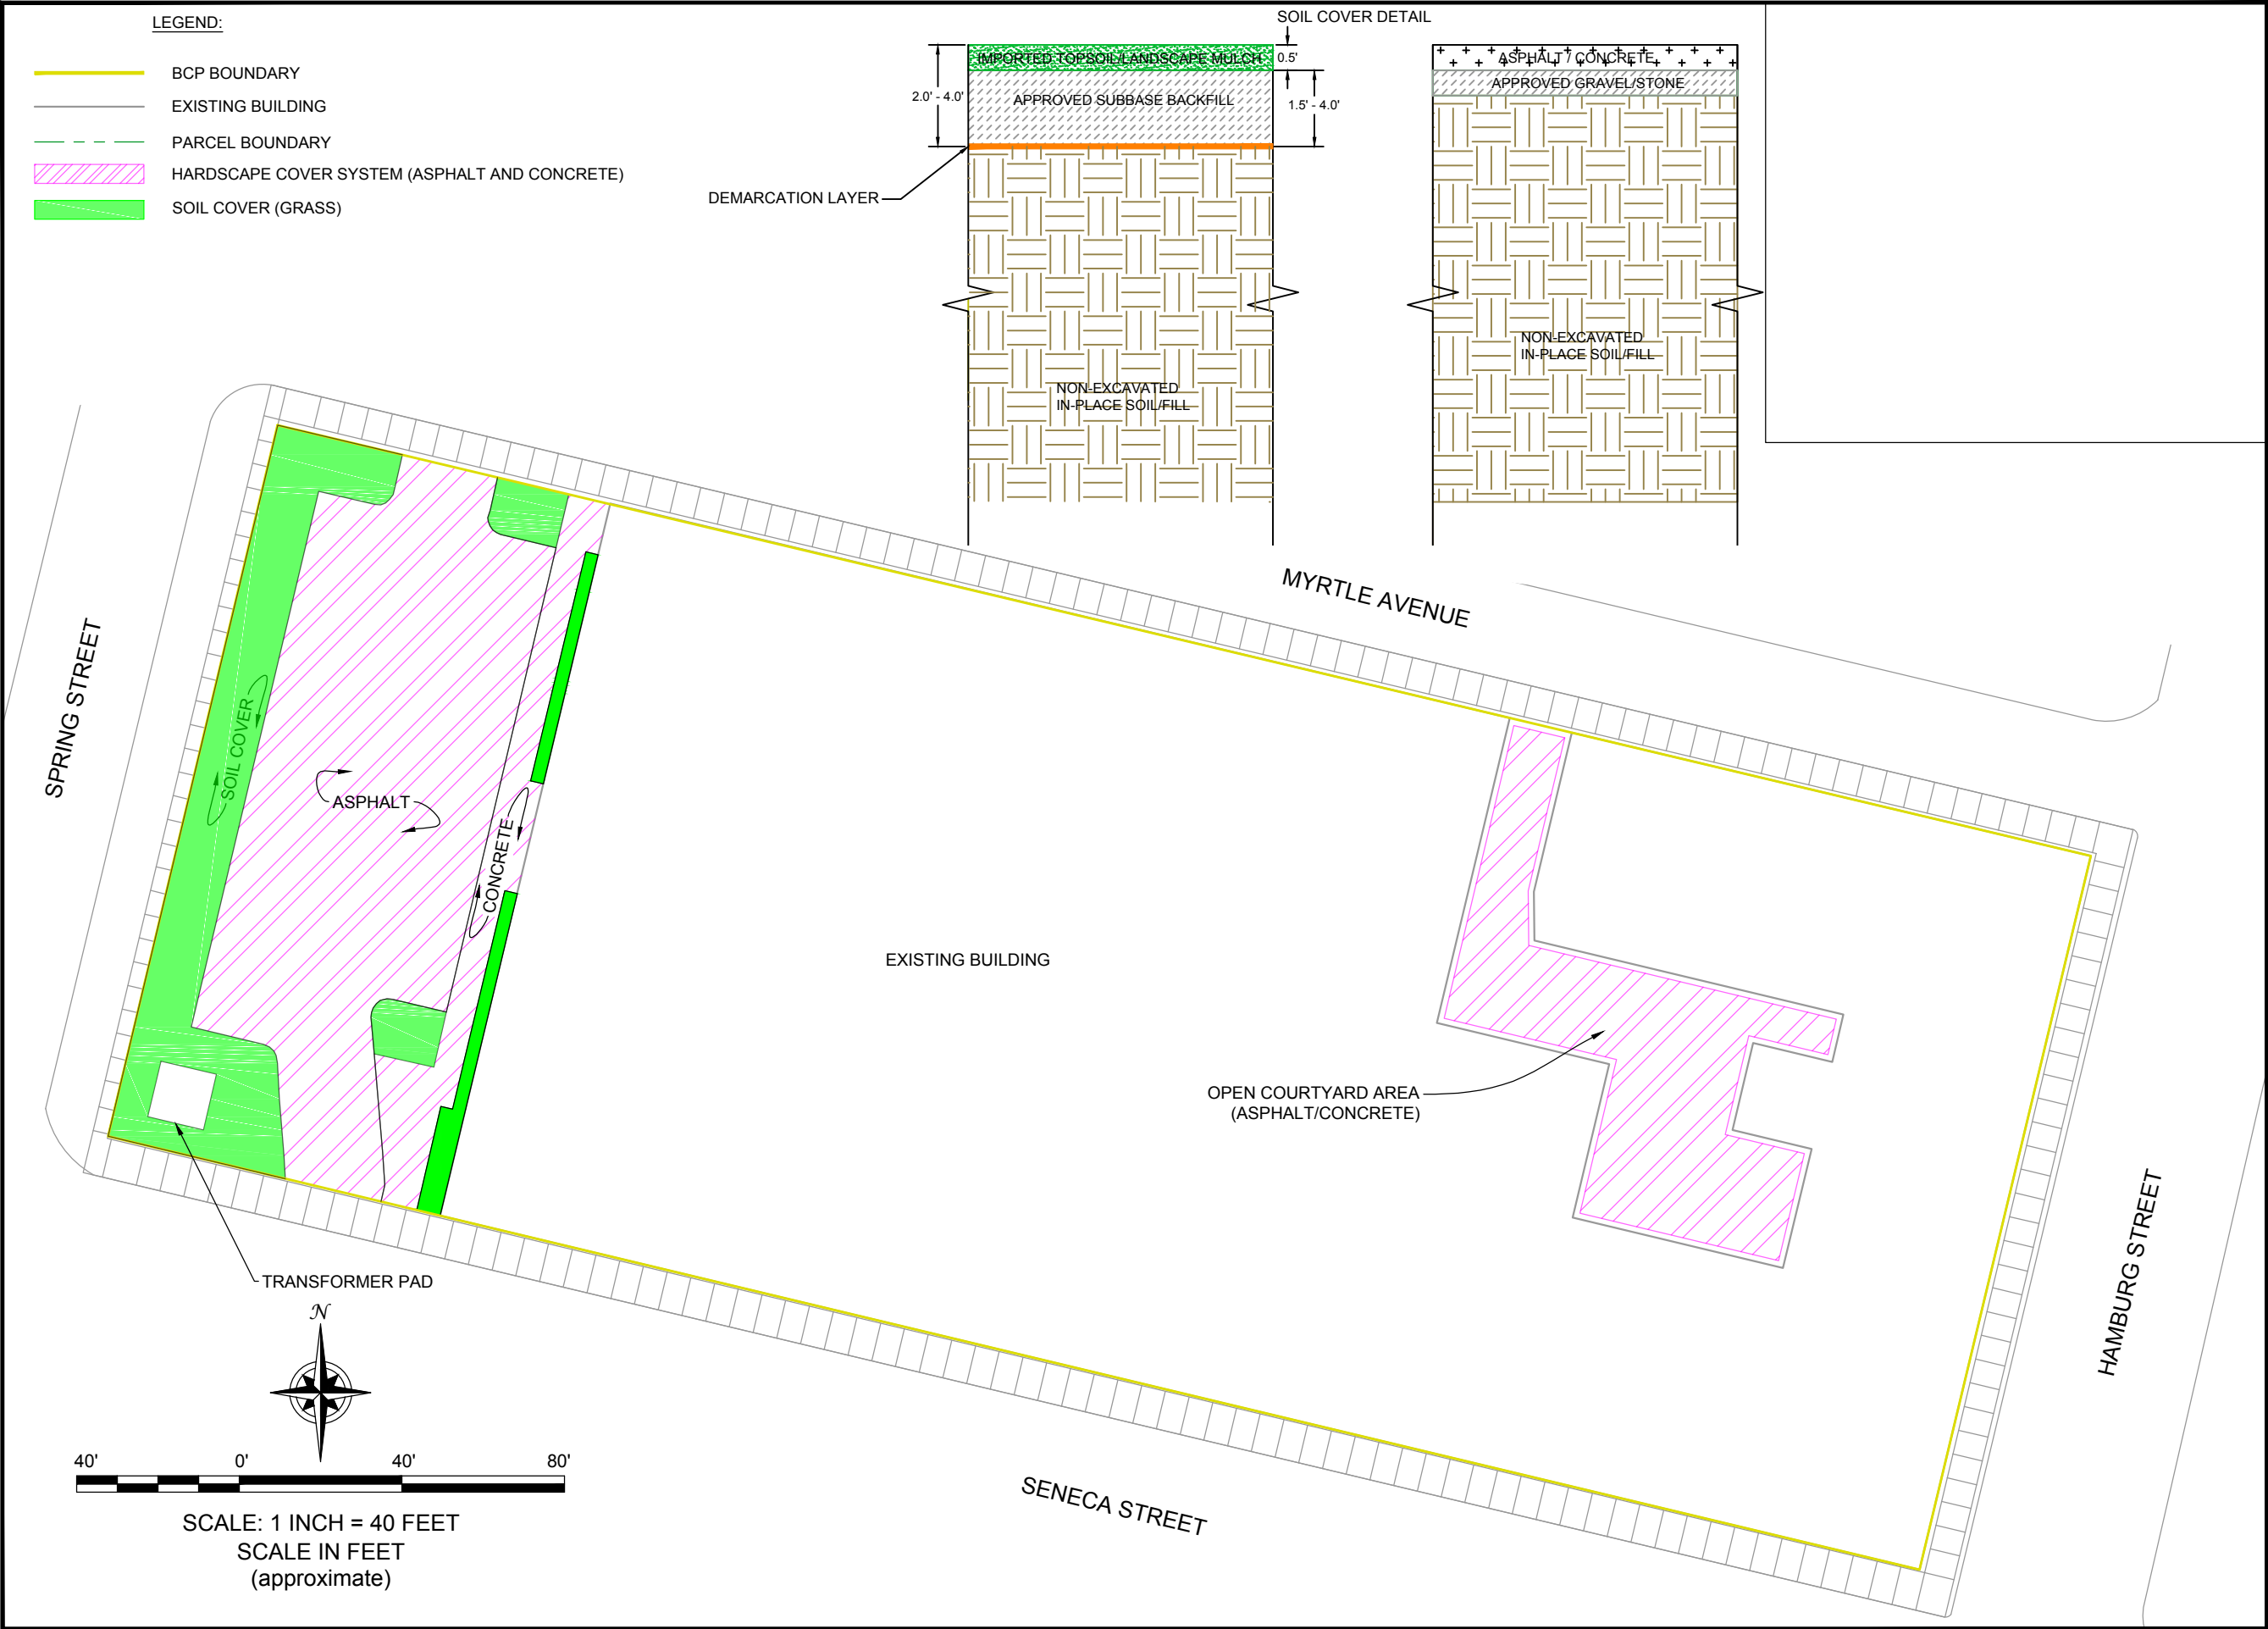 LEGEND:
BCP BOUNDARY
EXISTING BUILDING
PARCEL BOUNDARY
HARDSCAPE COVER SYSTEM (ASPHALT AND CONCRETE)
SOIL COVER (GRASS)
SOIL COVER DETAIL
IMPORTED TOPSOIL/LANDSCAPE MULCH
0.5'
2.0' - 4.0'
APPROVED SUBBASE BACKFILL
1.5' - 4.0'
DEMARCATION LAYER
NON-EXCAVATED
IN-PLACE SOIL/FILL
ASPHALT / CONCRETE
APPROVED GRAVEL/STONE
NON-EXCAVATED
IN-PLACE SOIL/FILL
MYRTLE AVENUE
SPRING STREET
SOIL COVER
ASPHALT
CONCRETE
EXISTING BUILDING
OPEN COURTYARD AREA
(ASPHALT/CONCRETE)
HAMBURG STREET
TRANSFORMER PAD
SENECA STREET
N
40'
0'
40'
80'
SCALE: 1 INCH = 40 FEET
SCALE IN FEET
(approximate)